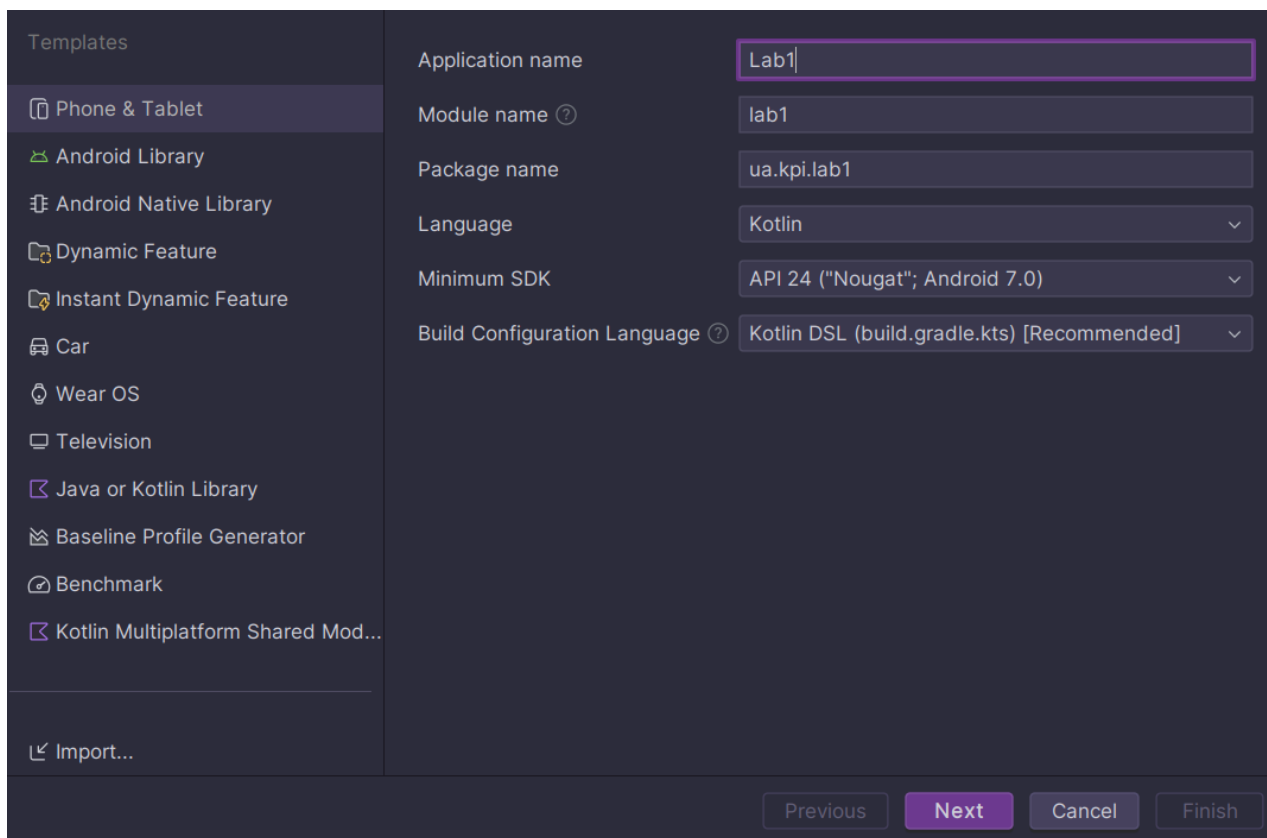 Templates
Phone & Tablet
Android Library
Android Native Library
Dynamic Feature
Instant Dynamic Feature
Car
Wear OS
Television
Java or Kotlin Library
Baseline Profile Generator
Benchmark
Kotlin Multiplatform Shared Mod...
Import...
Application name Lab1
Module name ? lab1
Package name ua.kpi.lab1
Language Kotlin
Minimum SDK API 24 ("Nougat"; Android 7.0)
Build Configuration Language ? Kotlin DSL (build.gradle.kts) [Recommended]
Previous Next Cancel Finish